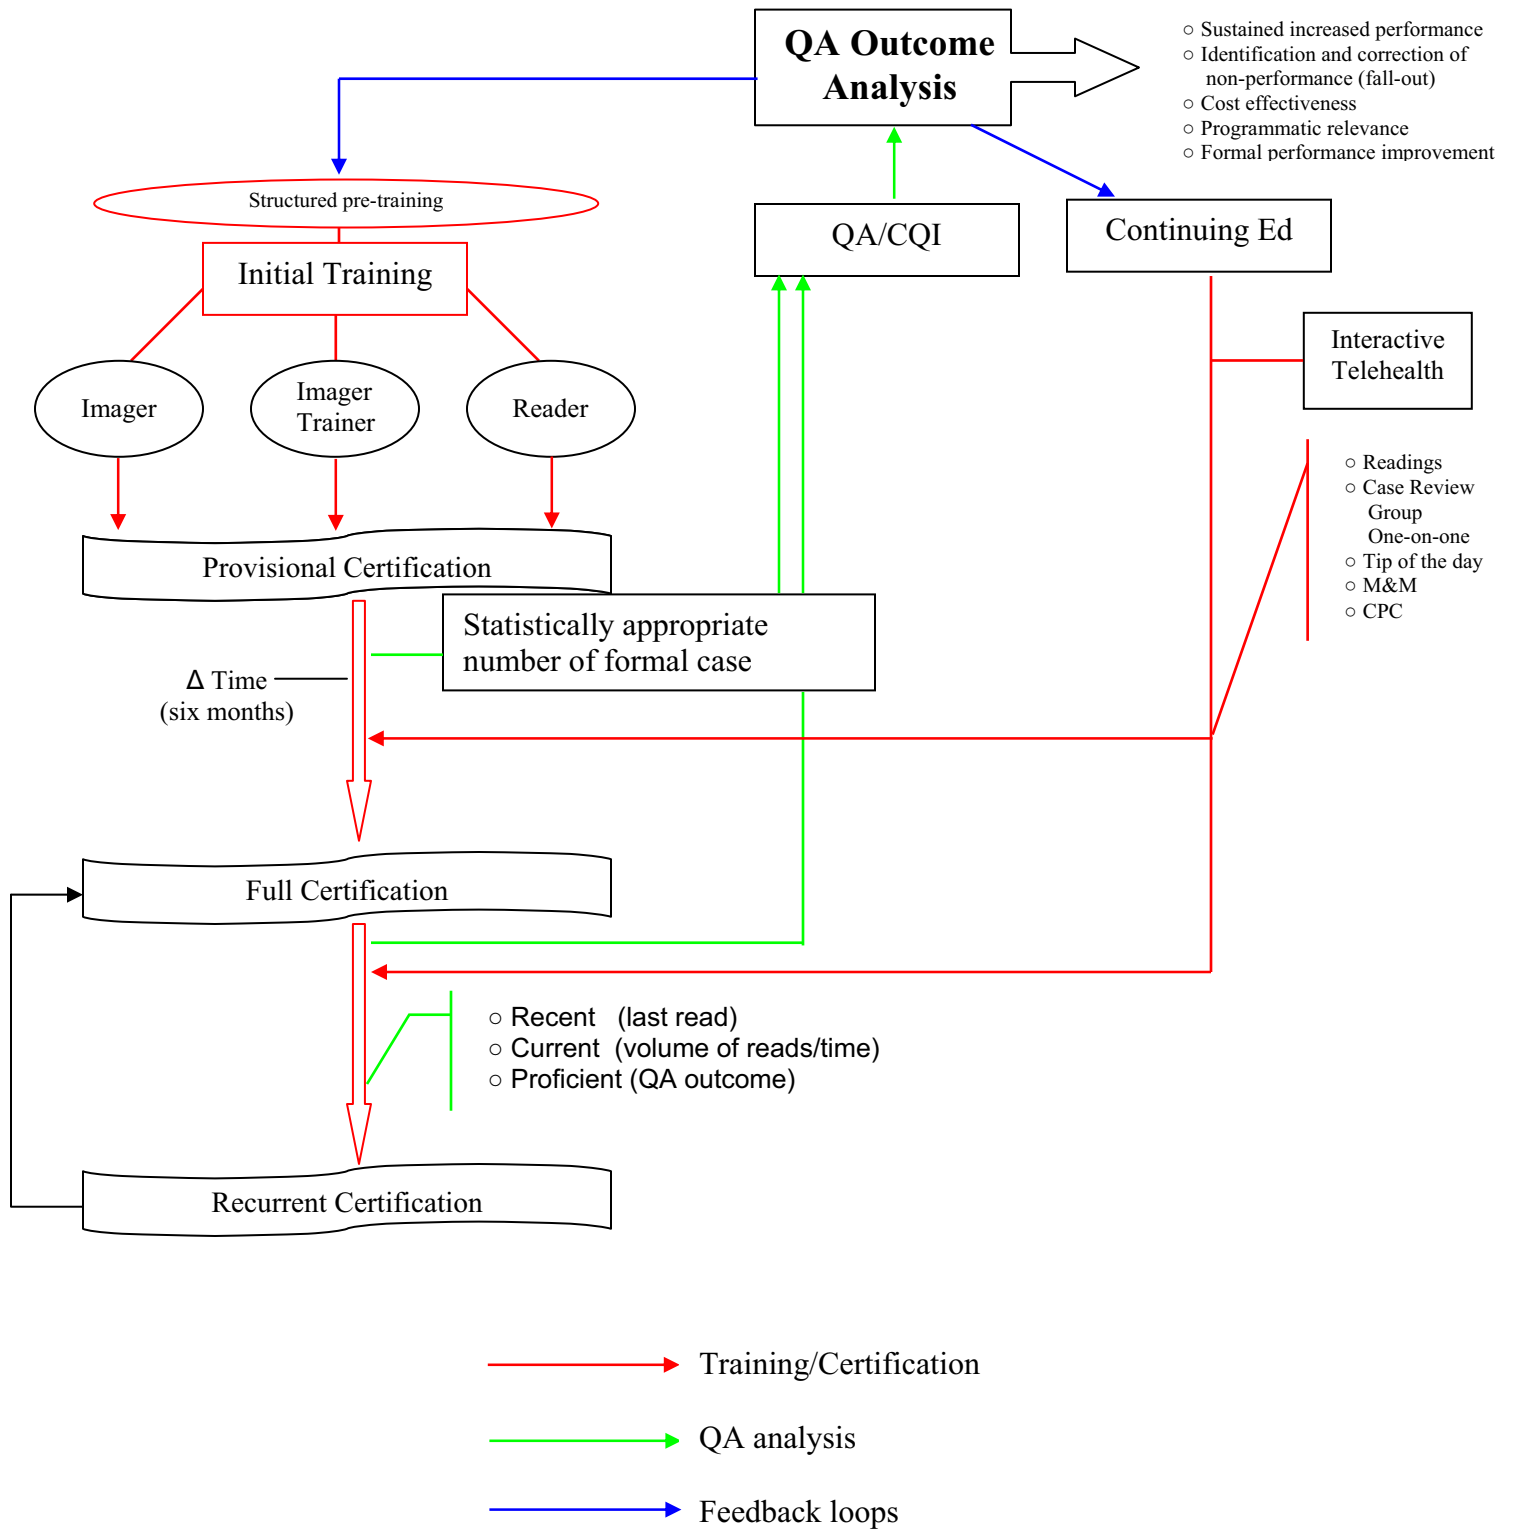 QA Outcome
Analysis
○ Sustained increased performance
○ Identification and correction of
non-performance (fall-out)
○ Cost effectiveness
○ Programmatic relevance
○ Formal performance improvement
Structured pre-training
QA/CQI
Continuing Ed
Initial Training
Interactive
Telehealth
Imager
Imager
Trainer
Reader
○ Readings
○ Case Review
Group
One-on-one
○ Tip of the day
○ M&M
○ CPC
Provisional Certification
Statistically appropriate
number of formal case
Δ Time
(six months)
Full Certification
○ Recent (last read)
○ Current (volume of reads/time)
○ Proficient (QA outcome)
Recurrent Certification
Training/Certification
QA analysis
Feedback loops